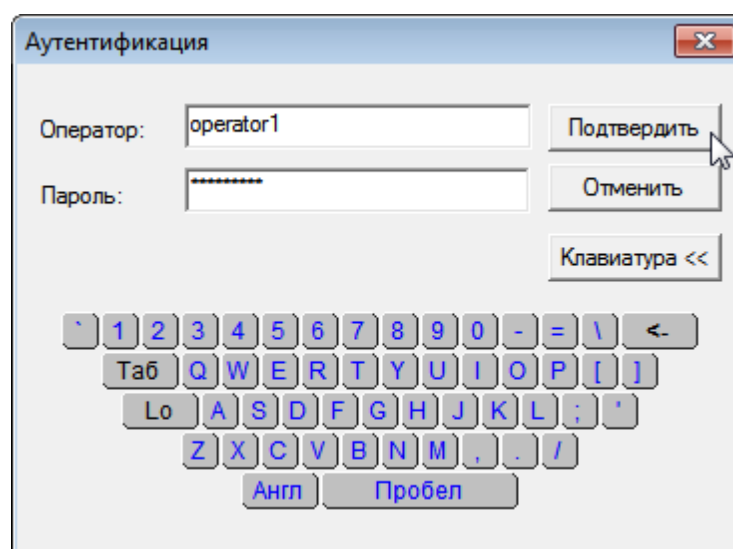 Аутентификация
Оператор: operator1 Подтвердить
Пароль: ********* Отменить
Клавиатура <<
` 1 2 3 4 5 6 7 8 9 0 - = \ <-
Таб Q W E R T Y U I O P [ ]
Lo A S D F G H J K L ; '
Z X C V B N M , . /
Англ Пробел